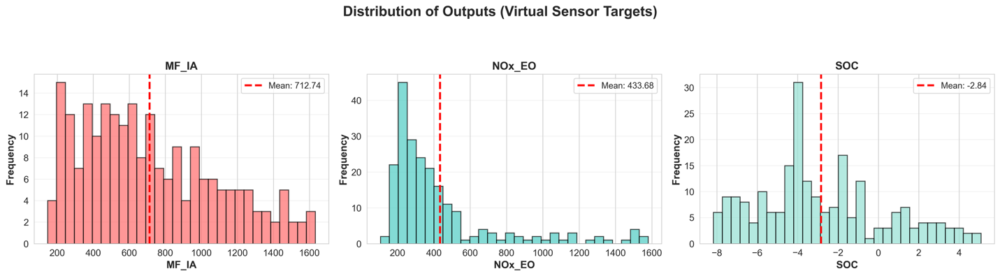 Distribution of Outputs (Virtual Sensor Targets)
MF_IA
Mean: 712.74
Frequency
14
12
10
8
6
4
2
0
200 400 600 800 1000 1200 1400 1600
MF_IA
NOx_EO
Mean: 433.68
Frequency
40
30
20
10
0
200 400 600 800 1000 1200 1400 1600
NOx_EO
SOC
Mean: -2.84
Frequency
30
25
20
15
10
5
0
−8 −6 −4 −2 0 2 4
SOC